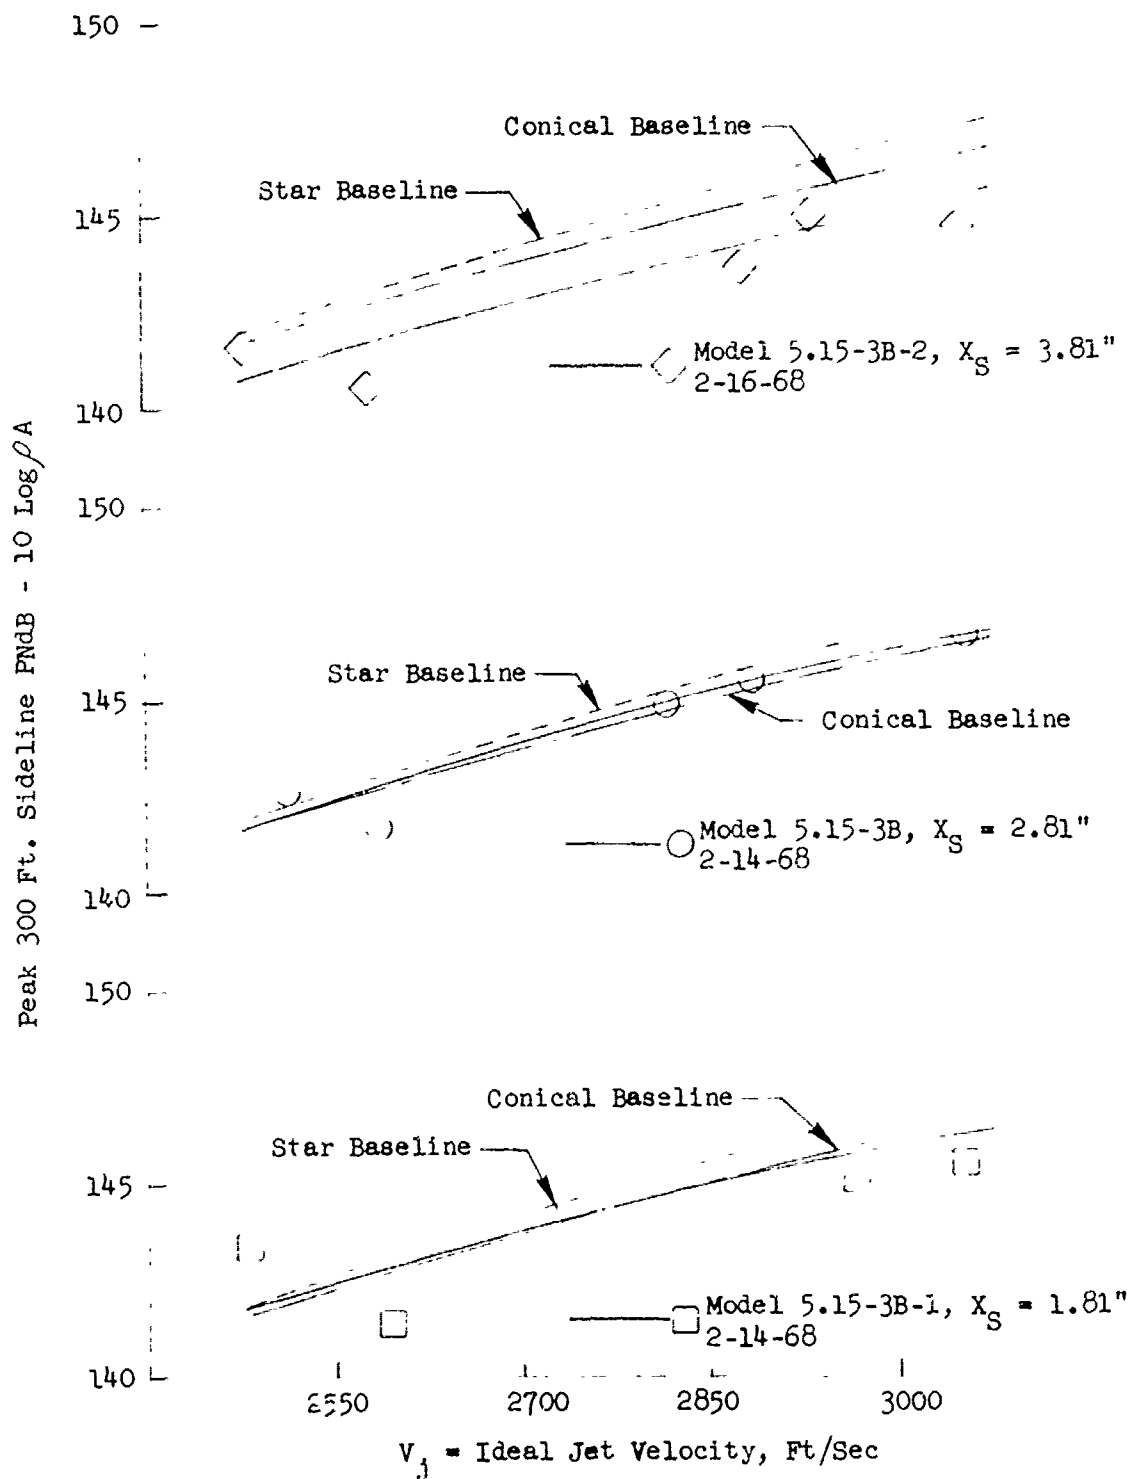 150
Conical Baseline
Star Baseline
145
Model 5.15-3B-2, X_S = 3.81"
2-16-68
140
Peak 300 Ft. Sideline PNdB - 10 Log ρA
150
Star Baseline
145
Conical Baseline
Model 5.15-3B, X_S = 2.81"
2-14-68
140
150
Conical Baseline
Star Baseline
145
Model 5.15-3B-1, X_S = 1.81"
2-14-68
140
2550 2700 2850 3000
V_j = Ideal Jet Velocity, Ft/Sec